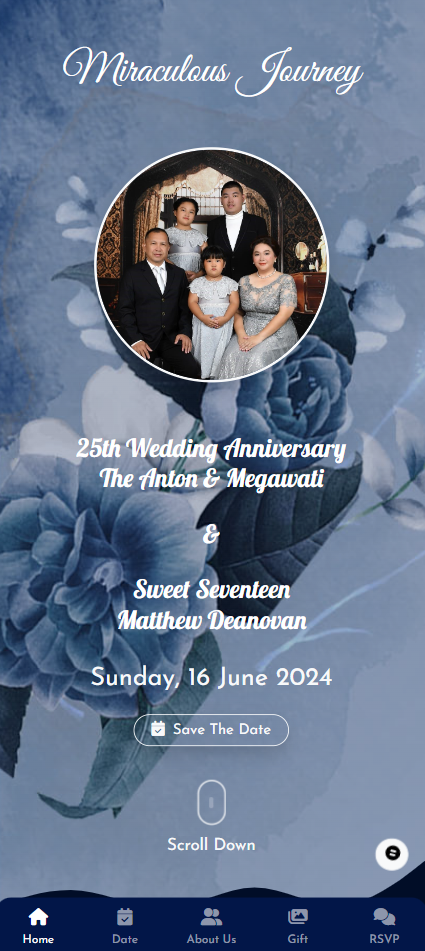 Miraculous Journey
25th Wedding Anniversary
The Anton & Megawati
&
Sweet Seventeen
Matthew Deanovan
Sunday, 16 June 2024
Save The Date
Scroll Down
Home
Date
About Us
Gift
RSVP